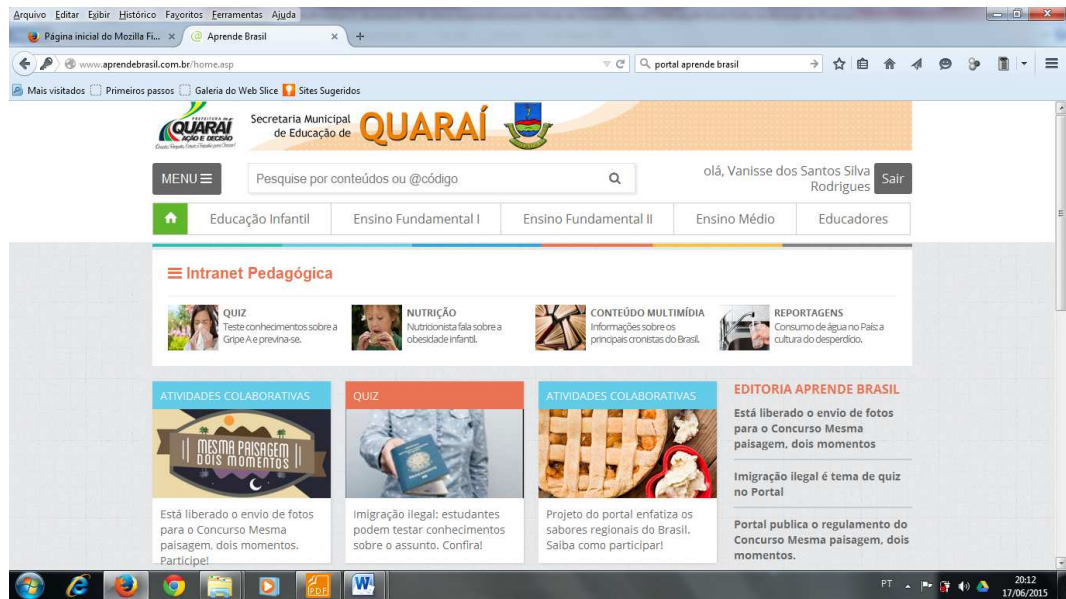 Arquivo Editar Exibir Histórico Favoritos Ferramentas Ajuda
Página inicial do Mozilla Fi... × Aprende Brasil × +
www.aprendebrasil.com.br/home.asp portal aprende brasil
Mais visitados Primeiros passos Galeria do Web Slice Sites Sugeridos
PREFEITURA DE
QUARAÍ
AÇÃO E DECISÃO
Secretaria Municipal
de Educação de QUARAÍ
MENU Pesquise por conteúdos ou @código
olá, Vanisse dos Santos Silva
Rodrigues
Sair
Educação Infantil Ensino Fundamental I Ensino Fundamental II Ensino Médio Educadores
Intranet Pedagógica
QUIZ
Teste conhecimentos sobre a
Gripe A e previna-se.
NUTRIÇÃO
Nutricionista fala sobre a
obesidade infantil.
CONTEÚDO MULTIMÍDIA
Informações sobre os
principais cronistas do Brasil.
REPORTAGENS
Consumo de água no País: a
cultura do desperdício.
ATIVIDADES COLABORATIVAS
MESMA PAISAGEM
DOIS MOMENTOS
Está liberado o envio de fotos
para o Concurso Mesma
paisagem, dois momentos.
Participe!
QUIZ
Imigração ilegal: estudantes
podem testar conhecimentos
sobre o assunto. Confira!
ATIVIDADES COLABORATIVAS
Projeto do portal enfatiza os
sabores regionais do Brasil.
Saiba como participar!
EDITORIA APRENDE BRASIL
Está liberado o envio de fotos
para o Concurso Mesma
paisagem, dois momentos
Imigração ilegal é tema de quiz
no Portal
Portal publica o regulamento do
Concurso Mesma paisagem, dois
momentos.
PDF
PT
20:12
17/06/2015